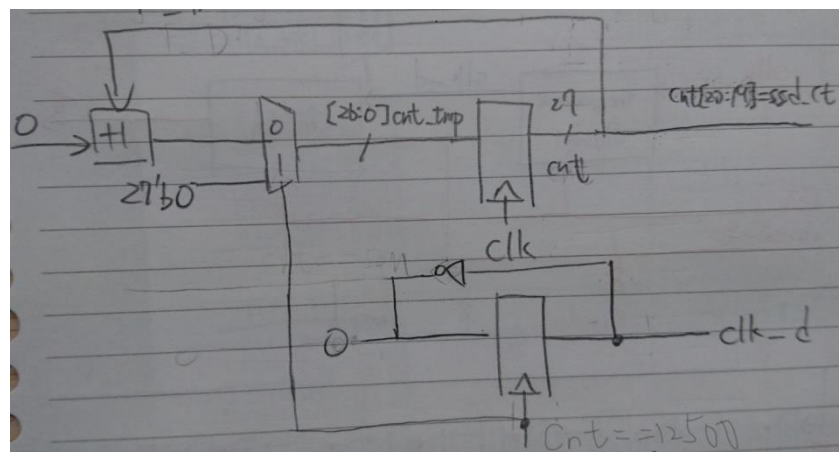 0
+1
27'b0
0
1
[26:0]cnt_tmp
27
cnt
cnt[20:19]=ssd_ct
clk
0
clk_d
Cnt==12500